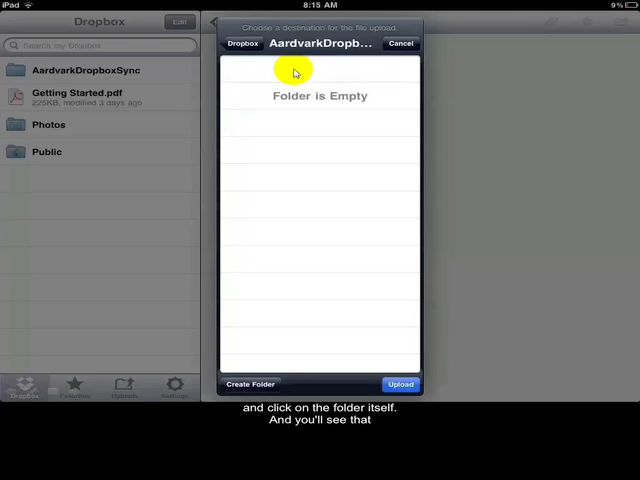 iPad
8:15 AM
9%
Dropbox
Edit
Search my Dropbox
AardvarkDropboxSync
Getting Started.pdf
225KB, modified 3 days ago
Photos
Public
Dropbox
Favorites
Uploads
Settings
Choose a destination for the file upload.
Dropbox
AardvarkDropb...
Cancel
Folder is Empty
Create Folder
Upload
and click on the folder itself.
And you'll see that